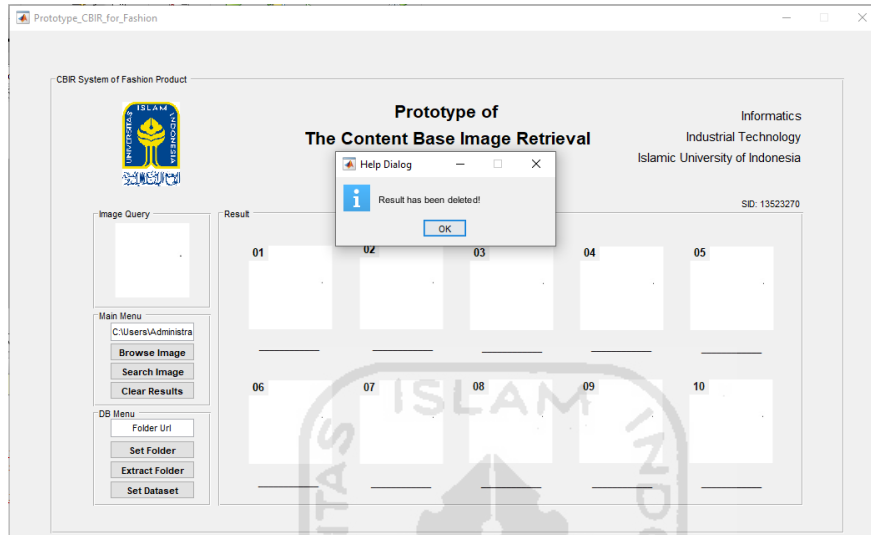 Prototype_CBIR_for_Fashion
CBIR System of Fashion Product
ISLAM
UNIVERSITAS
INDONESIA
Prototype of
The Content Base Image Retrieval
Informatics
Industrial Technology
Islamic University of Indonesia
SID: 13523270
Help Dialog
Result has been deleted!
OK
Image Query
Result
01
02
03
04
05
Main Menu
C:\Users\Administra
Browse Image
Search Image
Clear Results
06
07
08
09
10
DB Menu
Folder Url
Set Folder
Extract Folder
Set Dataset
ISLAM
ITAS
INDO